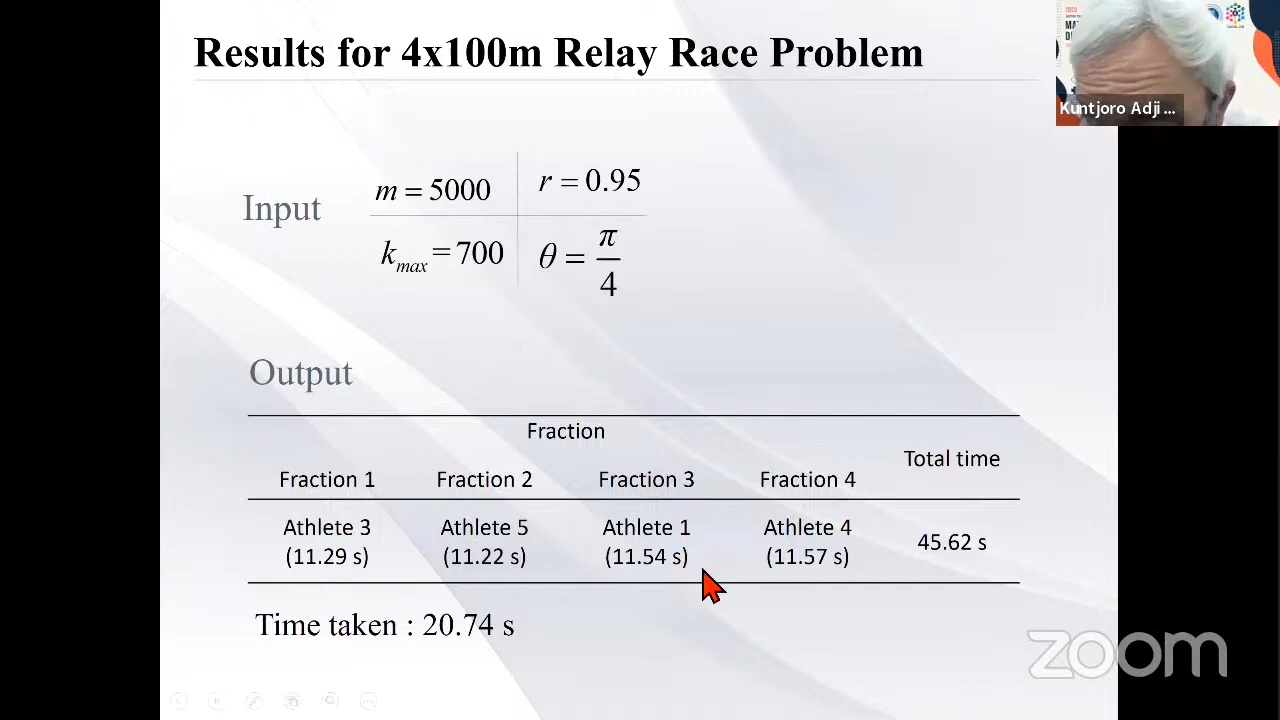 Results for 4x100m Relay Race Problem
Kuntjoro Adji ...
Input
m = 5000
r = 0.95
kmax = 700
θ = π/4
Output
Fraction
Total time
Fraction 1 Fraction 2 Fraction 3 Fraction 4
Athlete 3 Athlete 5 Athlete 1 Athlete 4
45.62 s
(11.29 s) (11.22 s) (11.54 s) (11.57 s)
Time taken : 20.74 s
zoom